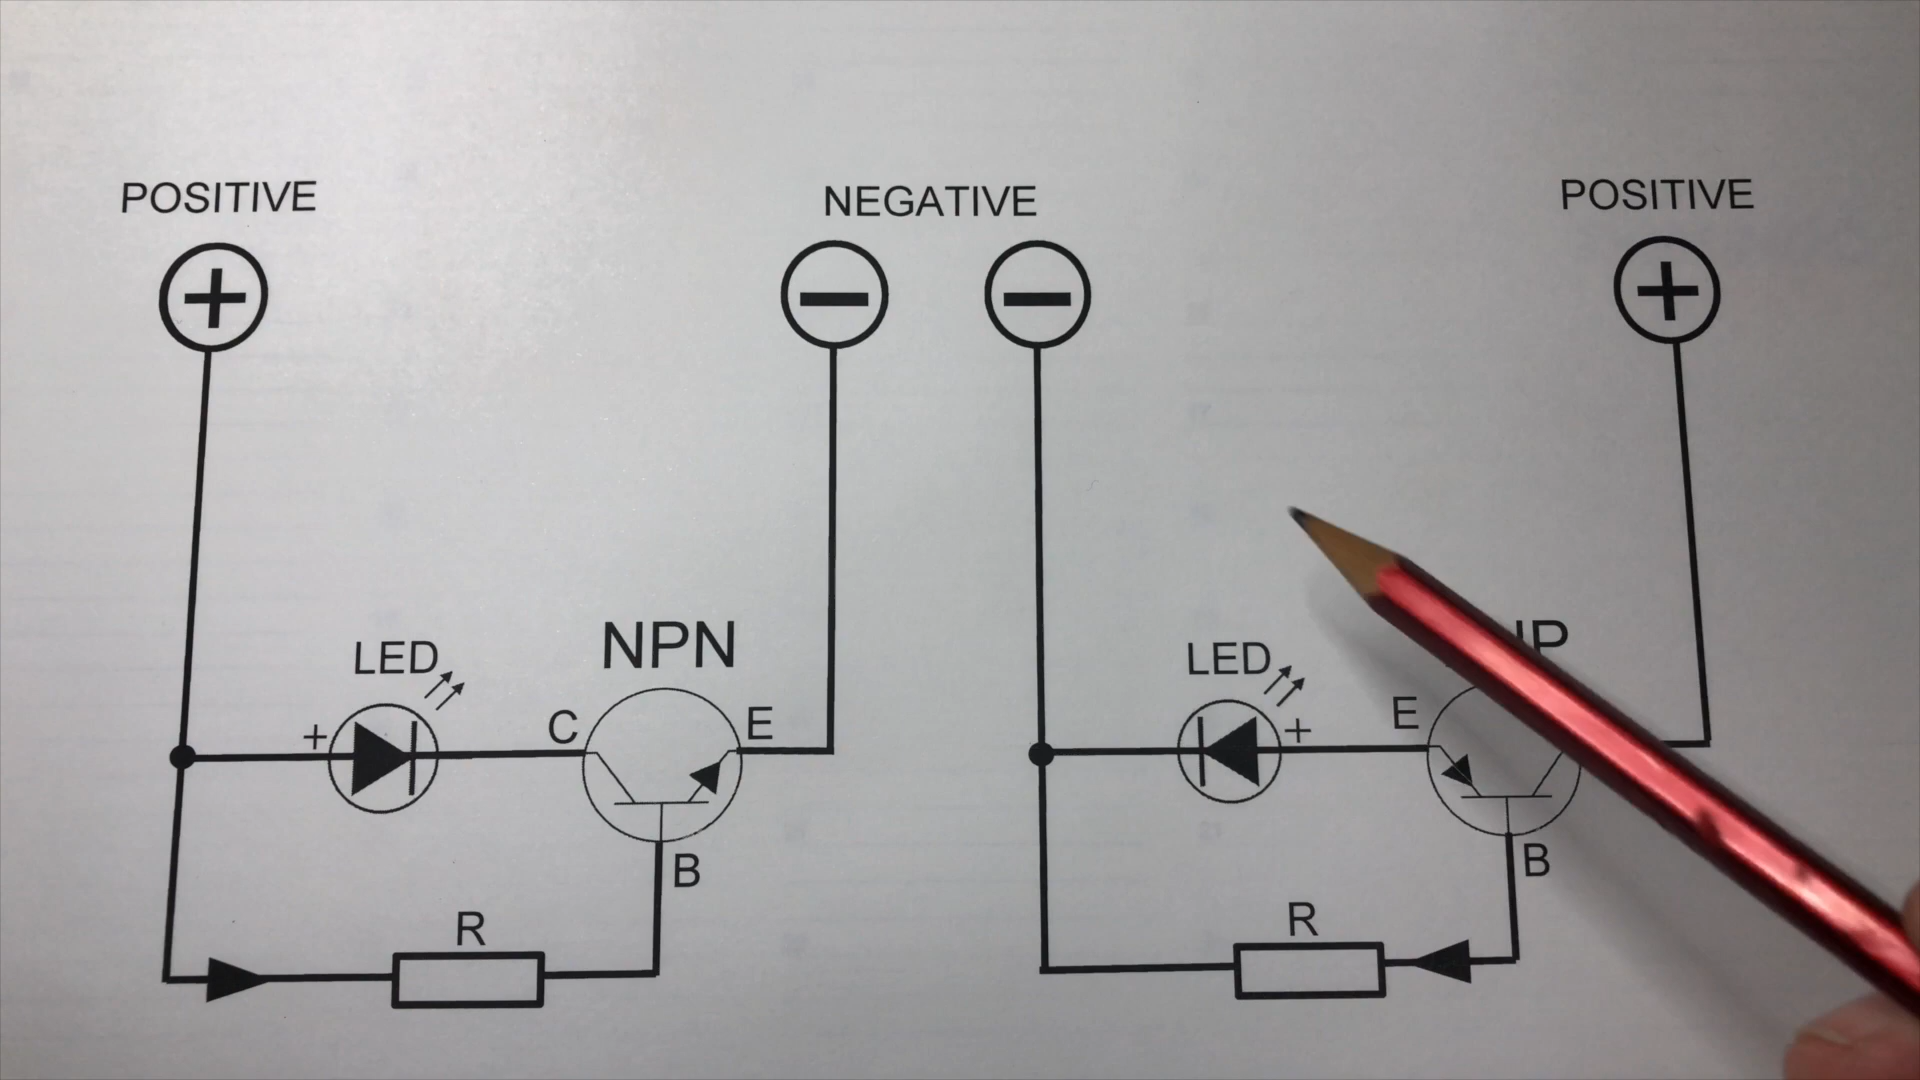 POSITIVE
NEGATIVE
POSITIVE
+
−
−
+
LED
NPN
+
C
E
B
R
LED
+
E
B
R